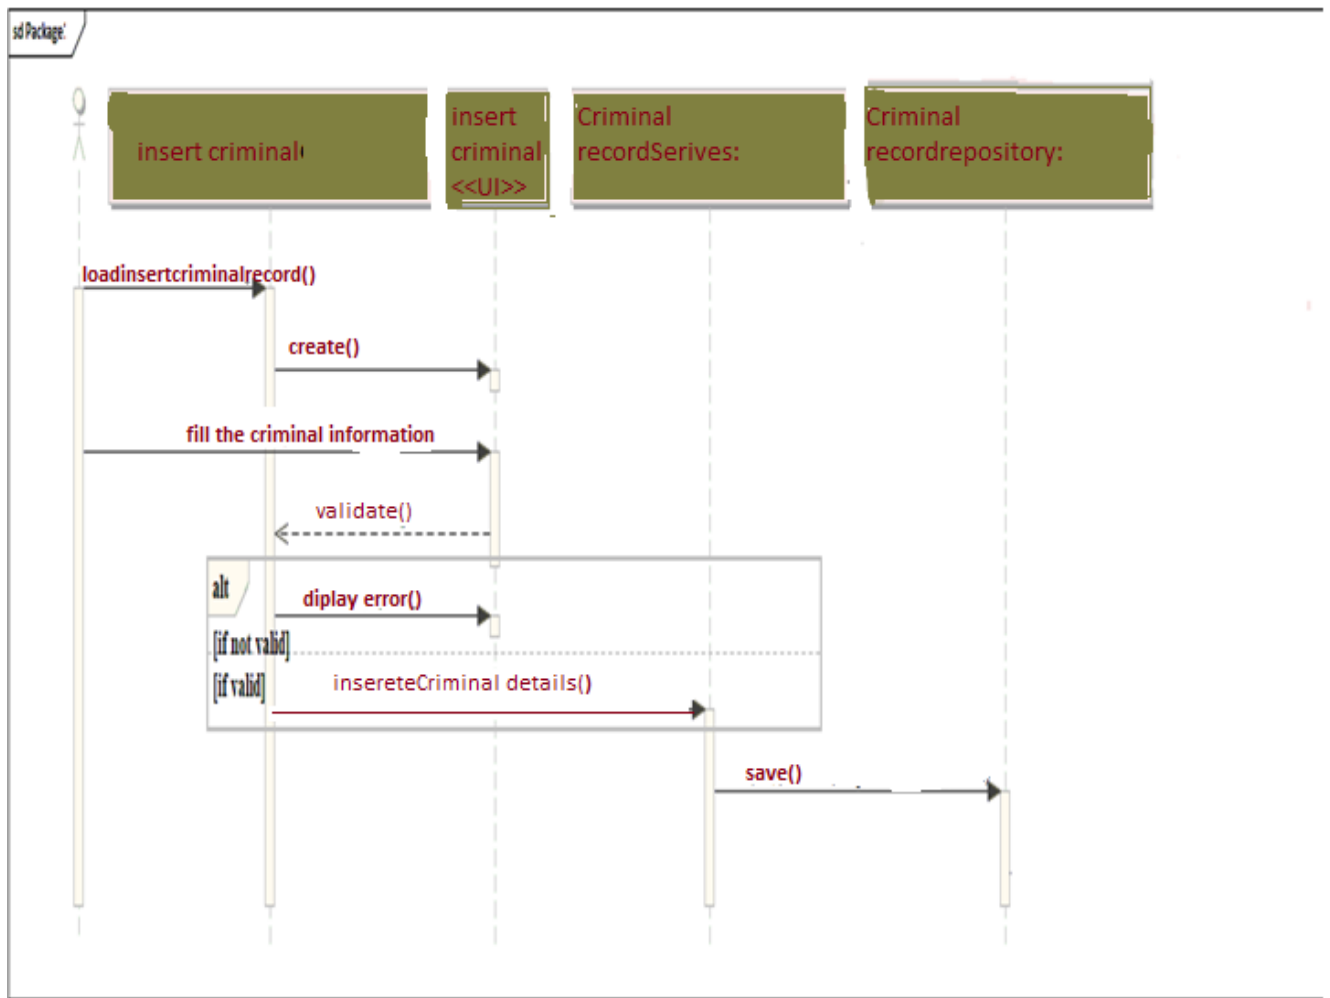 sd Package'
insert criminal
insert
criminal
<<UI>>
Criminal
recordSerives:
Criminal
recordrepository:
loadinsertcriminalrecord()
create()
fill the criminal information
validate()
alt
diplay error()
[if not valid]
[if valid]
insereteCriminal details()
save()